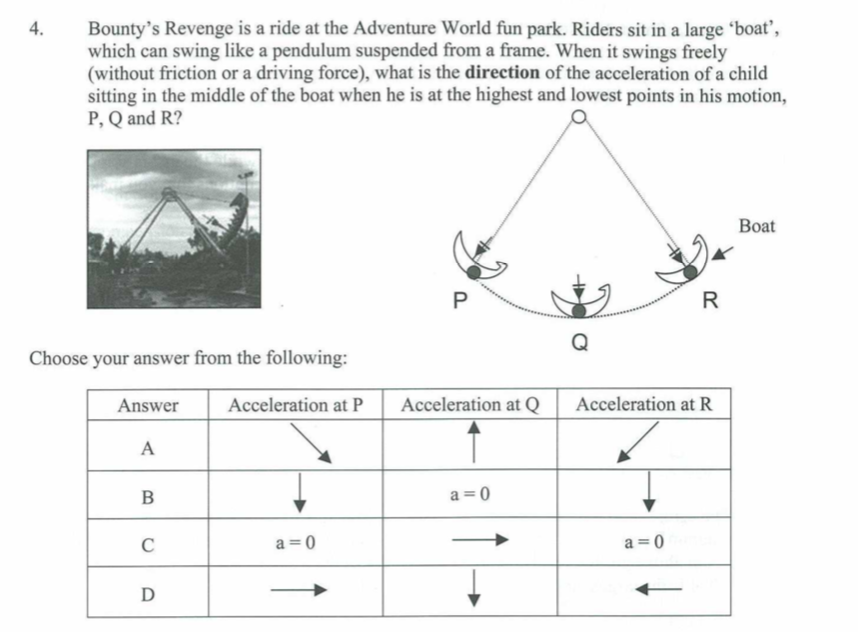 4. Bounty's Revenge is a ride at the Adventure World fun park. Riders sit in a large 'boat',
which can swing like a pendulum suspended from a frame. When it swings freely
(without friction or a driving force), what is the direction of the acceleration of a child
sitting in the middle of the boat when he is at the highest and lowest points in his motion,
P, Q and R?
Boat
P
R
Q
Choose your answer from the following:
Answer Acceleration at P Acceleration at Q Acceleration at R
A
B a = 0
C a = 0 a = 0
D